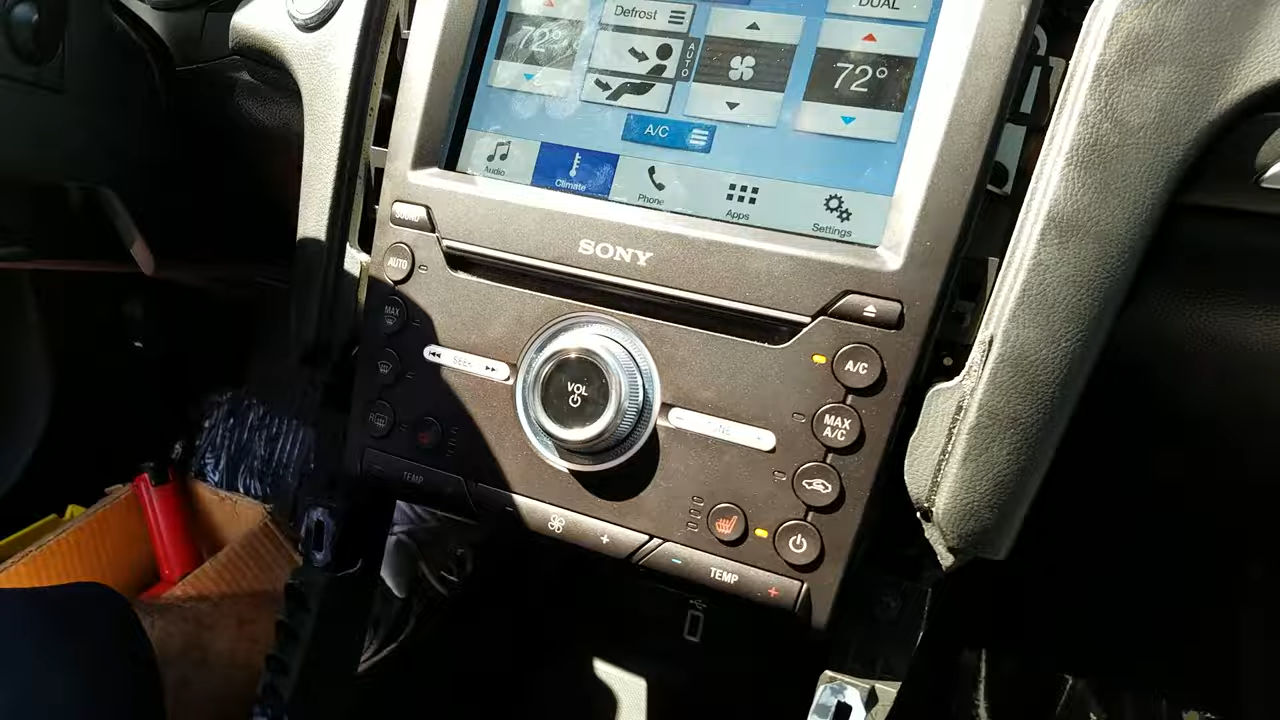 DUAL
Defrost
72°
AUTO
72°
A/C
Audio
Climate
Phone
Apps
Settings
SOUND
SONY
AUTO
MAX
A/C
SEEK
VOL
TUNE
MAX
A/C
R
TEMP
+
- TEMP +